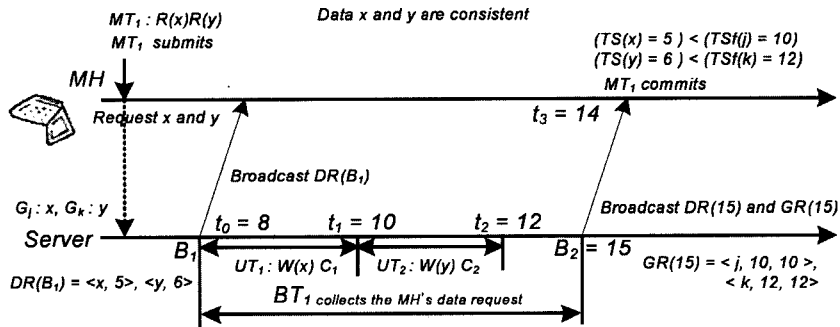 MT1 : R(x)R(y)
MT1 submits
Data x and y are consistent
(TS(x) = 5 ) < (TSf(j) = 10)
(TS(y) = 6 ) < (TSf(k) = 12)
MT1 commits
MH
Request x and y
t3 = 14
Broadcast DR(B1)
Gj : x, Gk : y
Server
t0 = 8
t1 = 10
t2 = 12
Broadcast DR(15) and GR(15)
B1
B2 = 15
UT1 : W(x) C1
UT2 : W(y) C2
DR(B1) = <x, 5>, <y, 6>
GR(15) = < j, 10, 10 >,
< k, 12, 12>
BT1 collects the MH's data request